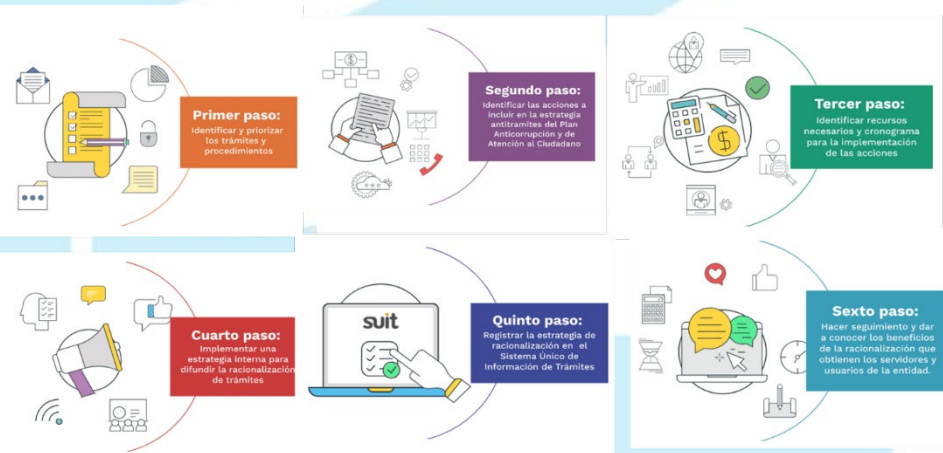 Primer paso:
Identificar y priorizar
los trámites y
procedimientos
Segundo paso:
Identificar las acciones a
incluir en la estrategia
antitramites del Plan
Anticorrupción y de
Atención al Ciudadano
Tercer paso:
Identificar recursos
necesarios y cronograma
para la implementación
de las acciones
Cuarto paso:
Implementar una
estrategia interna para
difundir la racionalización
de trámites
suit
Quinto paso:
Registrar la estrategia de
racionalización en el
Sistema Único de
Información de Trámites
Sexto paso:
Hacer seguimiento y dar
a conocer los beneficios
de la racionalización que
obtienen los servidores y
usuarios de la entidad.